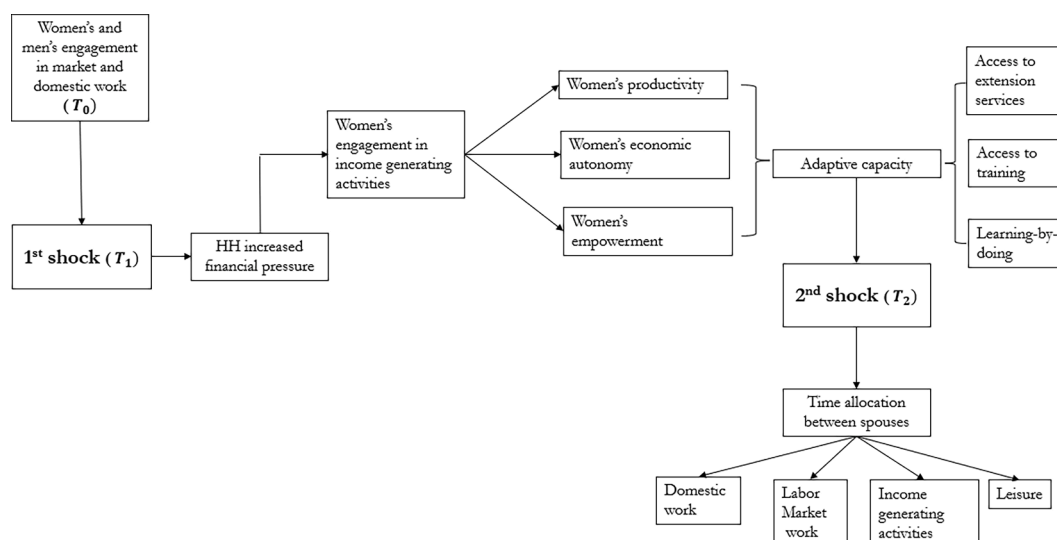 Women's and
men's engagement
in market and
domestic work
(T₀)
1st shock (T₁)
HH increased
financial pressure
Women's
engagement in
income generating
activities
Women's productivity
Women's economic
autonomy
Women's
empowerment
Adaptive capacity
Access to
extension
services
Access to
training
Learning-by-
doing
2nd shock (T₂)
Time allocation
between spouses
Domestic
work
Labor
Market
work
Income
generating
activities
Leisure